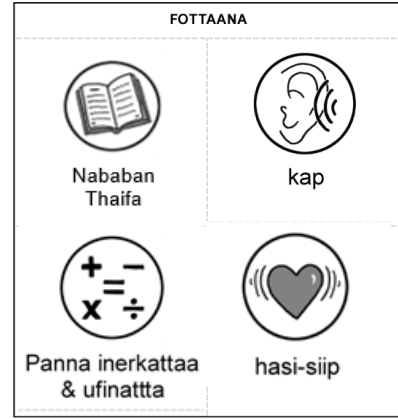 FOTTAANA
Nababan
Thaifa
kap
Panna inerkattaa
& ufinattta
hasi-siip